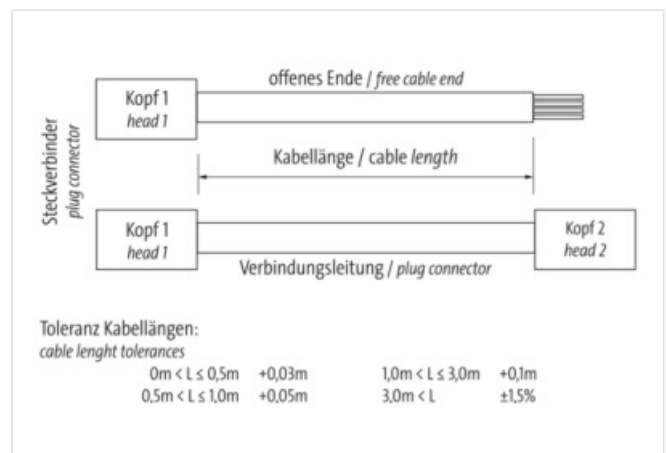 offenes Ende / free cable end
Kopf 1
head 1
Steckverbinder
plug connector
Kabellänge / cable length
Kopf 1
head 1
Kopf 2
head 2
Verbindungsleitung / plug connector
Toleranz Kabellängen:
cable lenght tolerances
0m < L ≤ 0,5m +0,03m 1,0m < L ≤ 3,0m +0,1m
0,5m < L ≤ 1,0m +0,05m 3,0m < L ±1,5%